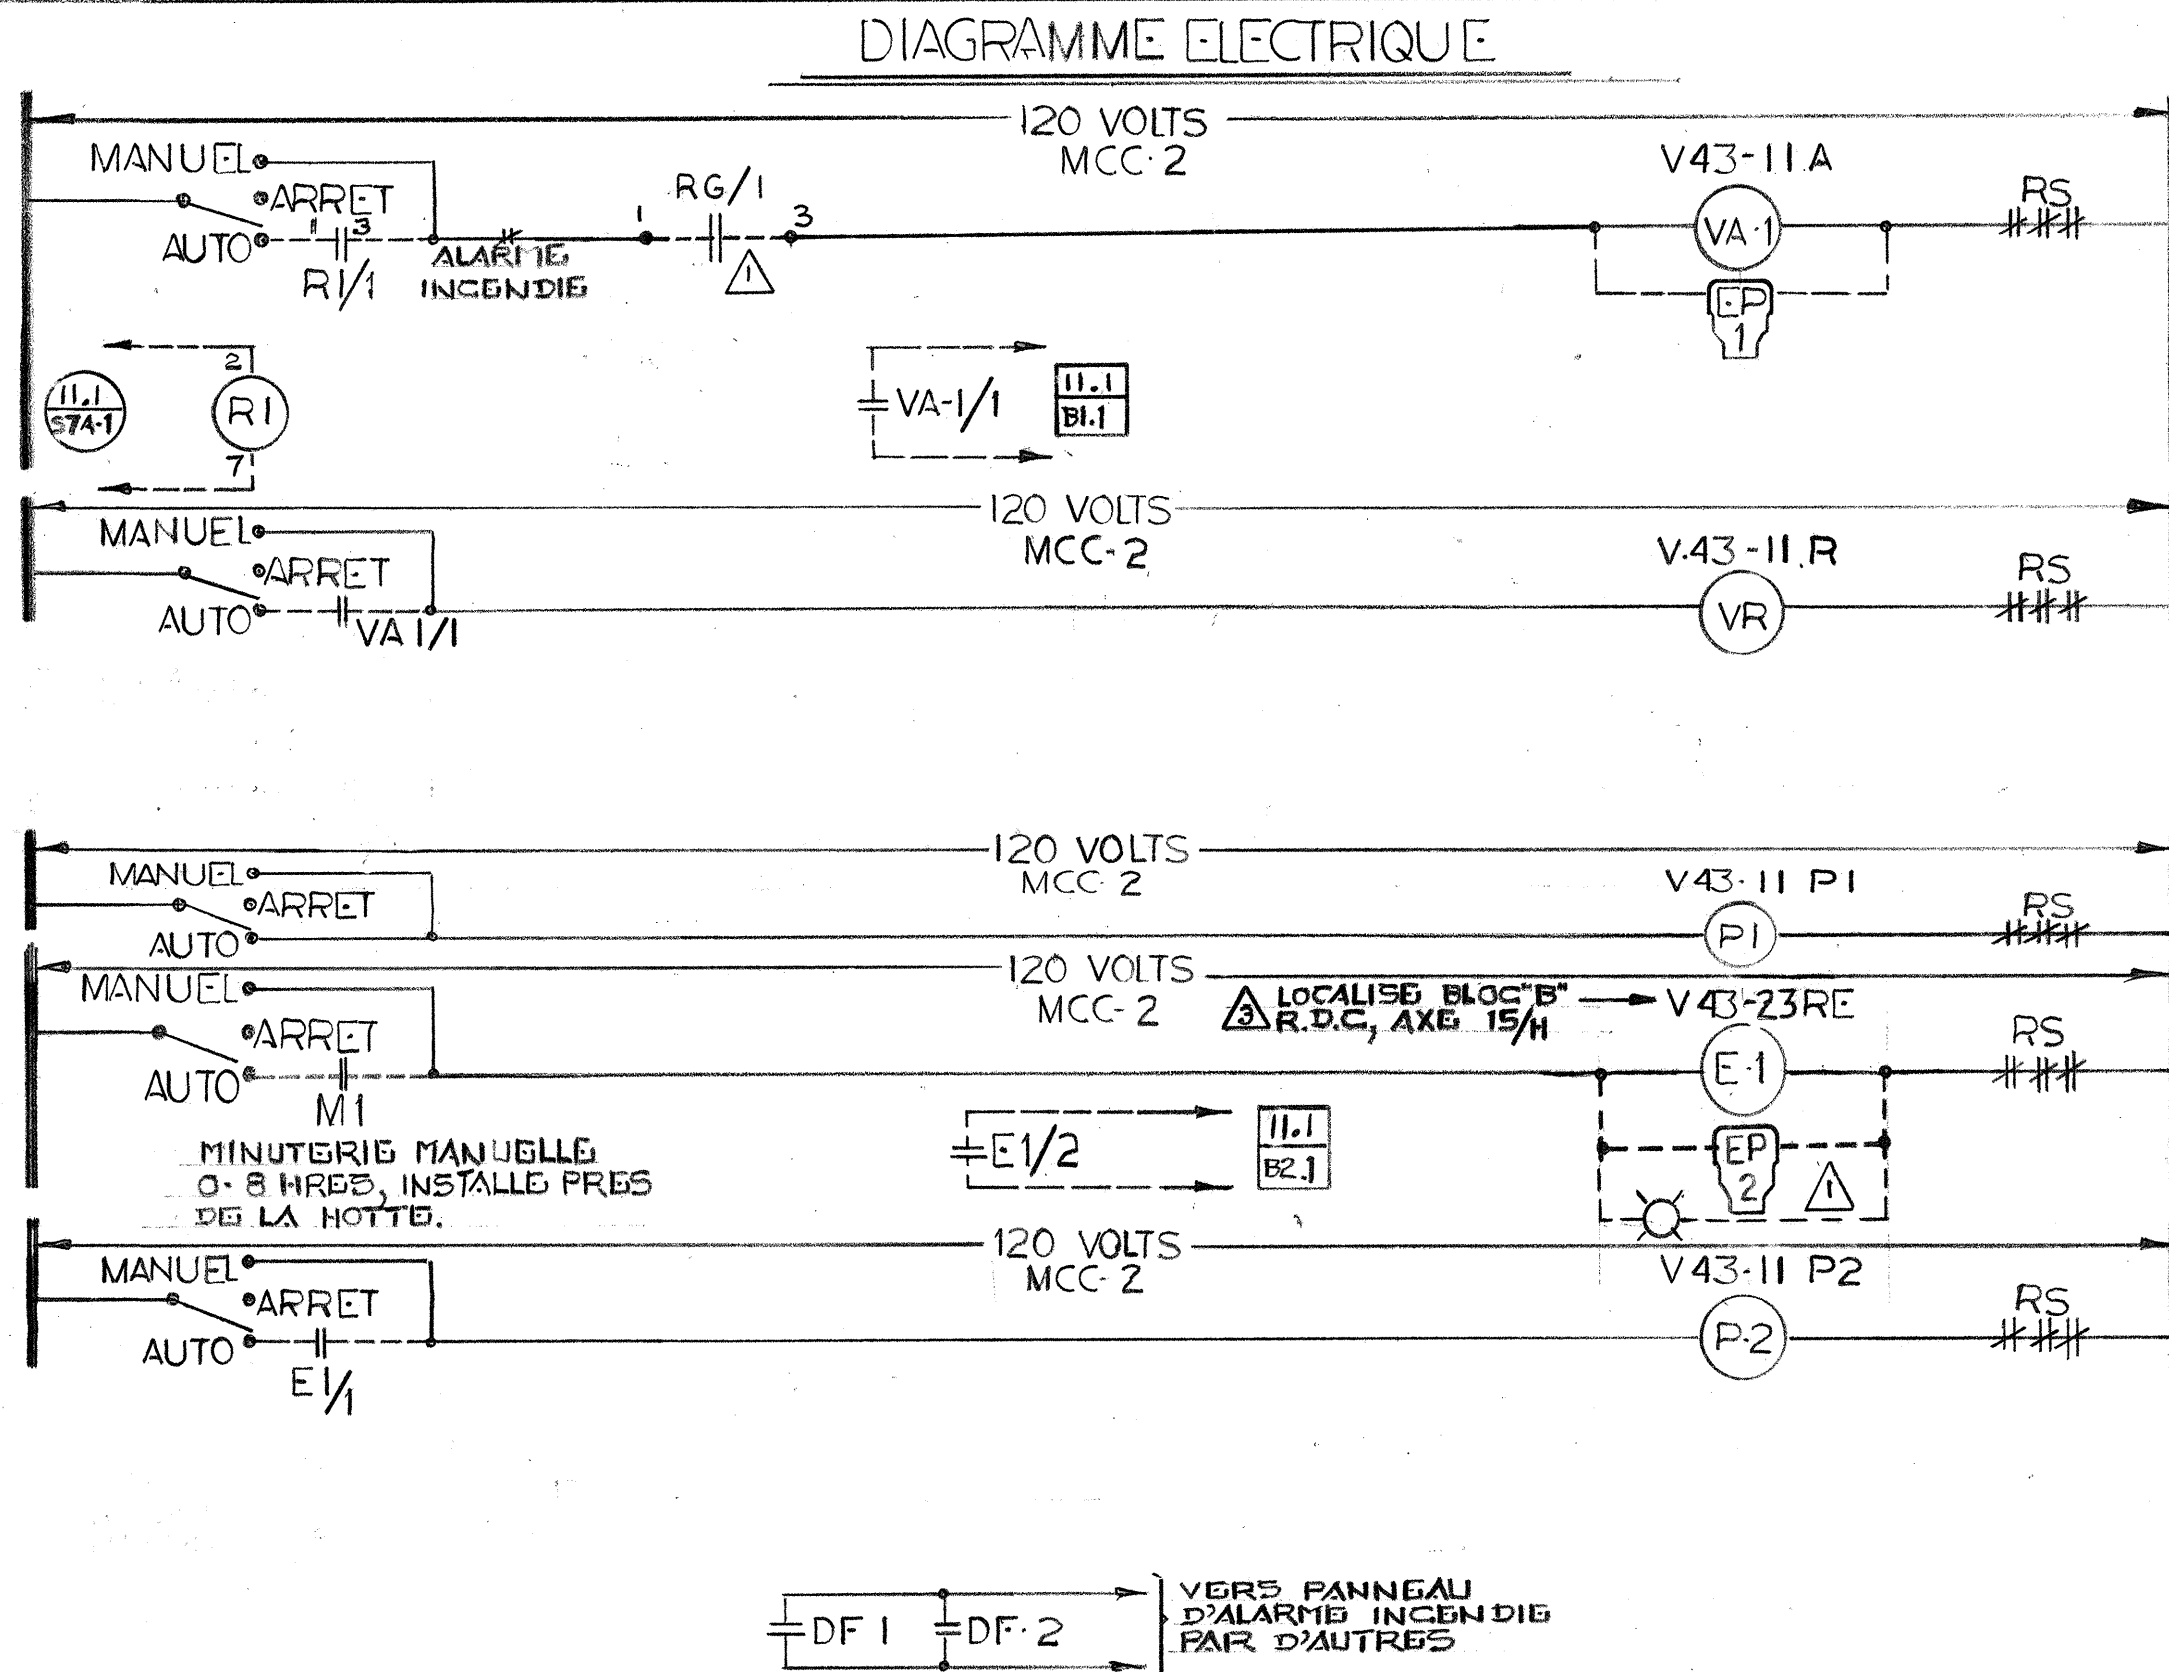 DIAGRAMME ELECTRIQUE
120 VOLTS
MCC-2
MANUEL
ARRET
AUTO
1 3
R1/1
ALARME
INCENDIE
1
RG/1
3
1
V43-11.A
VA-1
RS
EP
1
11.1
S7A-1
2
R1
7
VA-1/1
11.1
B1.1
120 VOLTS
MCC-2
MANUEL
ARRET
AUTO
VA 1/1
V.43-11.R
VR
RS
120 VOLTS
MCC-2
MANUEL
ARRET
AUTO
V43-11 P1
P1
RS
120 VOLTS
MCC-2
MANUEL
ARRET
AUTO
M1
MINUTERIE MANUELLE
0-8 HRES, INSTALLE PRES
DE LA HOTTE.
3
LOCALISE BLOC "B"
R.D.C, AXE 15/H
V43-23RE
E-1
RS
EP
2
1
E1/2
11.1
B2.1
120 VOLTS
MCC-2
MANUEL
ARRET
AUTO
E1/1
V43-11 P2
P-2
RS
DF 1
DF-2
VERS PANNEAU
D'ALARME INCENDIE
PAR D'AUTRES